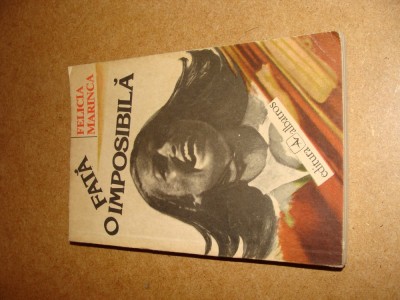 FELICIA
MARINCA
FATĂ
O IMPOSIBILĂ
editura
albatros